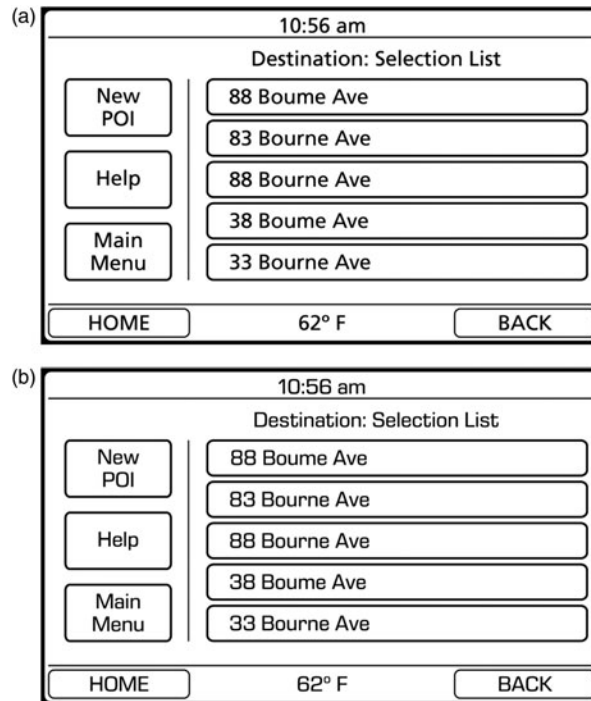 (a)
10:56 am
Destination: Selection List
New
POI
Help
Main
Menu
88 Boume Ave
83 Bourne Ave
88 Bourne Ave
38 Boume Ave
33 Bourne Ave
HOME
62° F
BACK
(b)
10:56 am
Destination: Selection List
New
POI
Help
Main
Menu
88 Boume Ave
83 Bourne Ave
88 Bourne Ave
38 Boume Ave
33 Bourne Ave
HOME
62° F
BACK